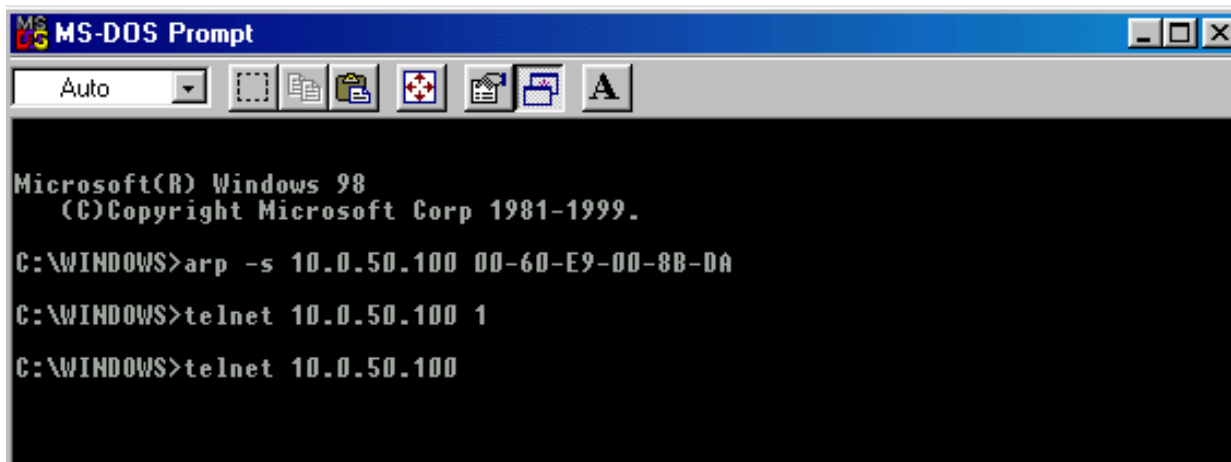 MS-DOS Prompt
Auto
A
Microsoft(R) Windows 98
(C)Copyright Microsoft Corp 1981-1999.
C:\WINDOWS>arp -s 10.0.50.100 00-60-E9-00-8B-DA
C:\WINDOWS>telnet 10.0.50.100 1
C:\WINDOWS>telnet 10.0.50.100